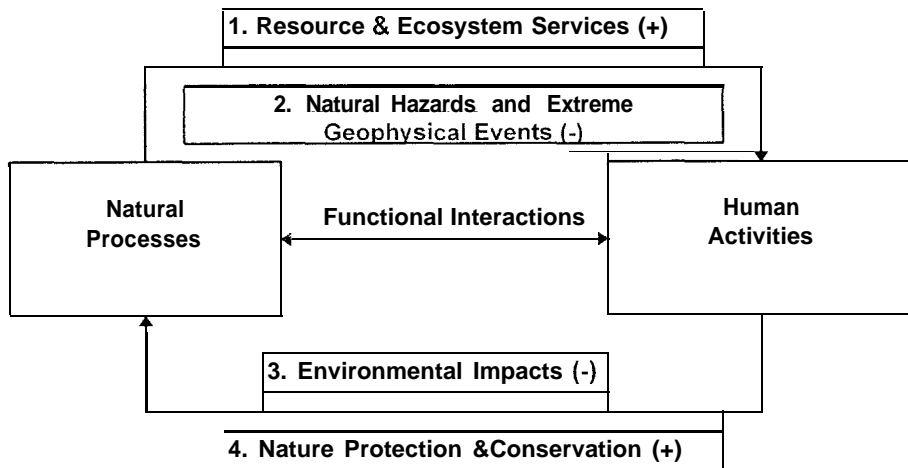 1. Resource & Ecosystem Services (+)
2. Natural Hazards and Extreme
Geophysical Events (-)
Natural
Processes
Functional Interactions
Human
Activities
3. Environmental Impacts (-)
4. Nature Protection &Conservation (+)